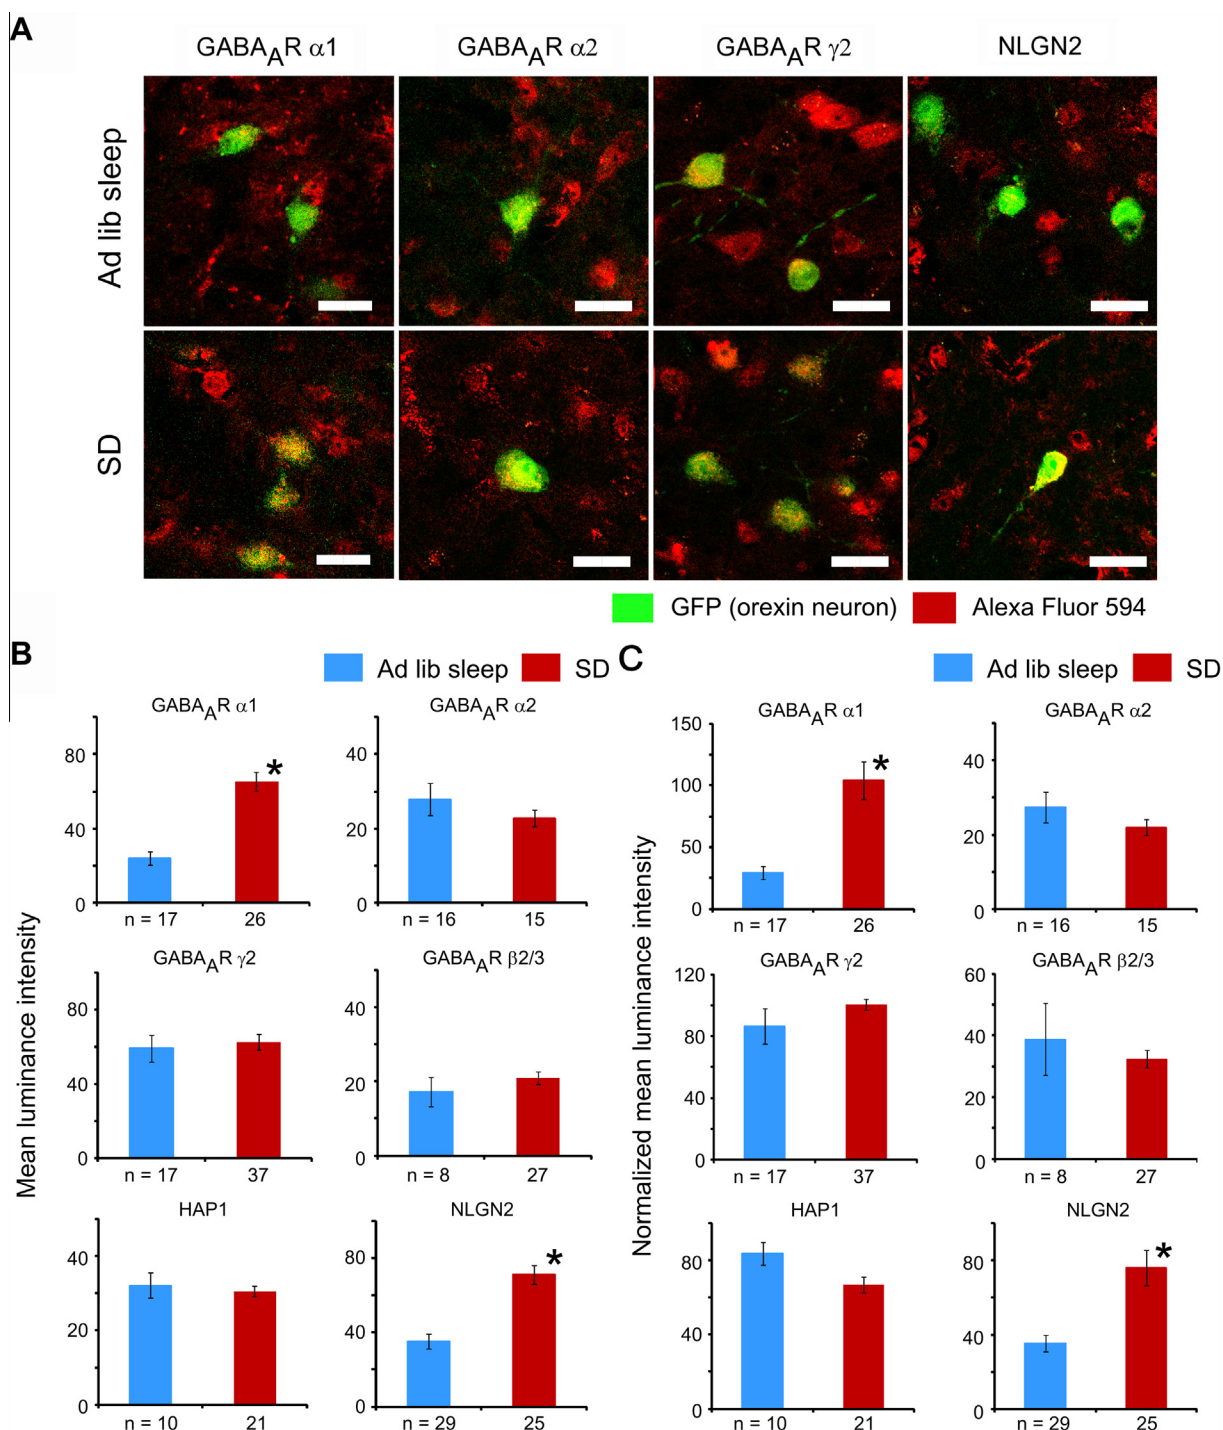 A
GABAAR α1 GABAAR α2 GABAAR γ2 NLGN2
Ad lib sleep
SD
GFP (orexin neuron) Alexa Fluor 594
B
Ad lib sleep SD
Mean luminance intensity
GABAAR α1
80
40
0
*
n = 17 26
GABAAR α2
40
20
0
n = 16 15
GABAAR γ2
80
40
0
n = 17 37
GABAAR β2/3
40
20
0
n = 8 27
HAP1
40
20
0
n = 10 21
NLGN2
80
40
0
*
n = 29 25
C
Ad lib sleep SD
Normalized mean luminance intensity
GABAAR α1
150
100
50
0
*
n = 17 26
GABAAR α2
40
20
0
n = 16 15
GABAAR γ2
120
80
40
0
n = 17 37
GABAAR β2/3
60
40
20
0
n = 8 27
HAP1
80
40
0
n = 10 21
NLGN2
80
40
0
*
n = 29 25